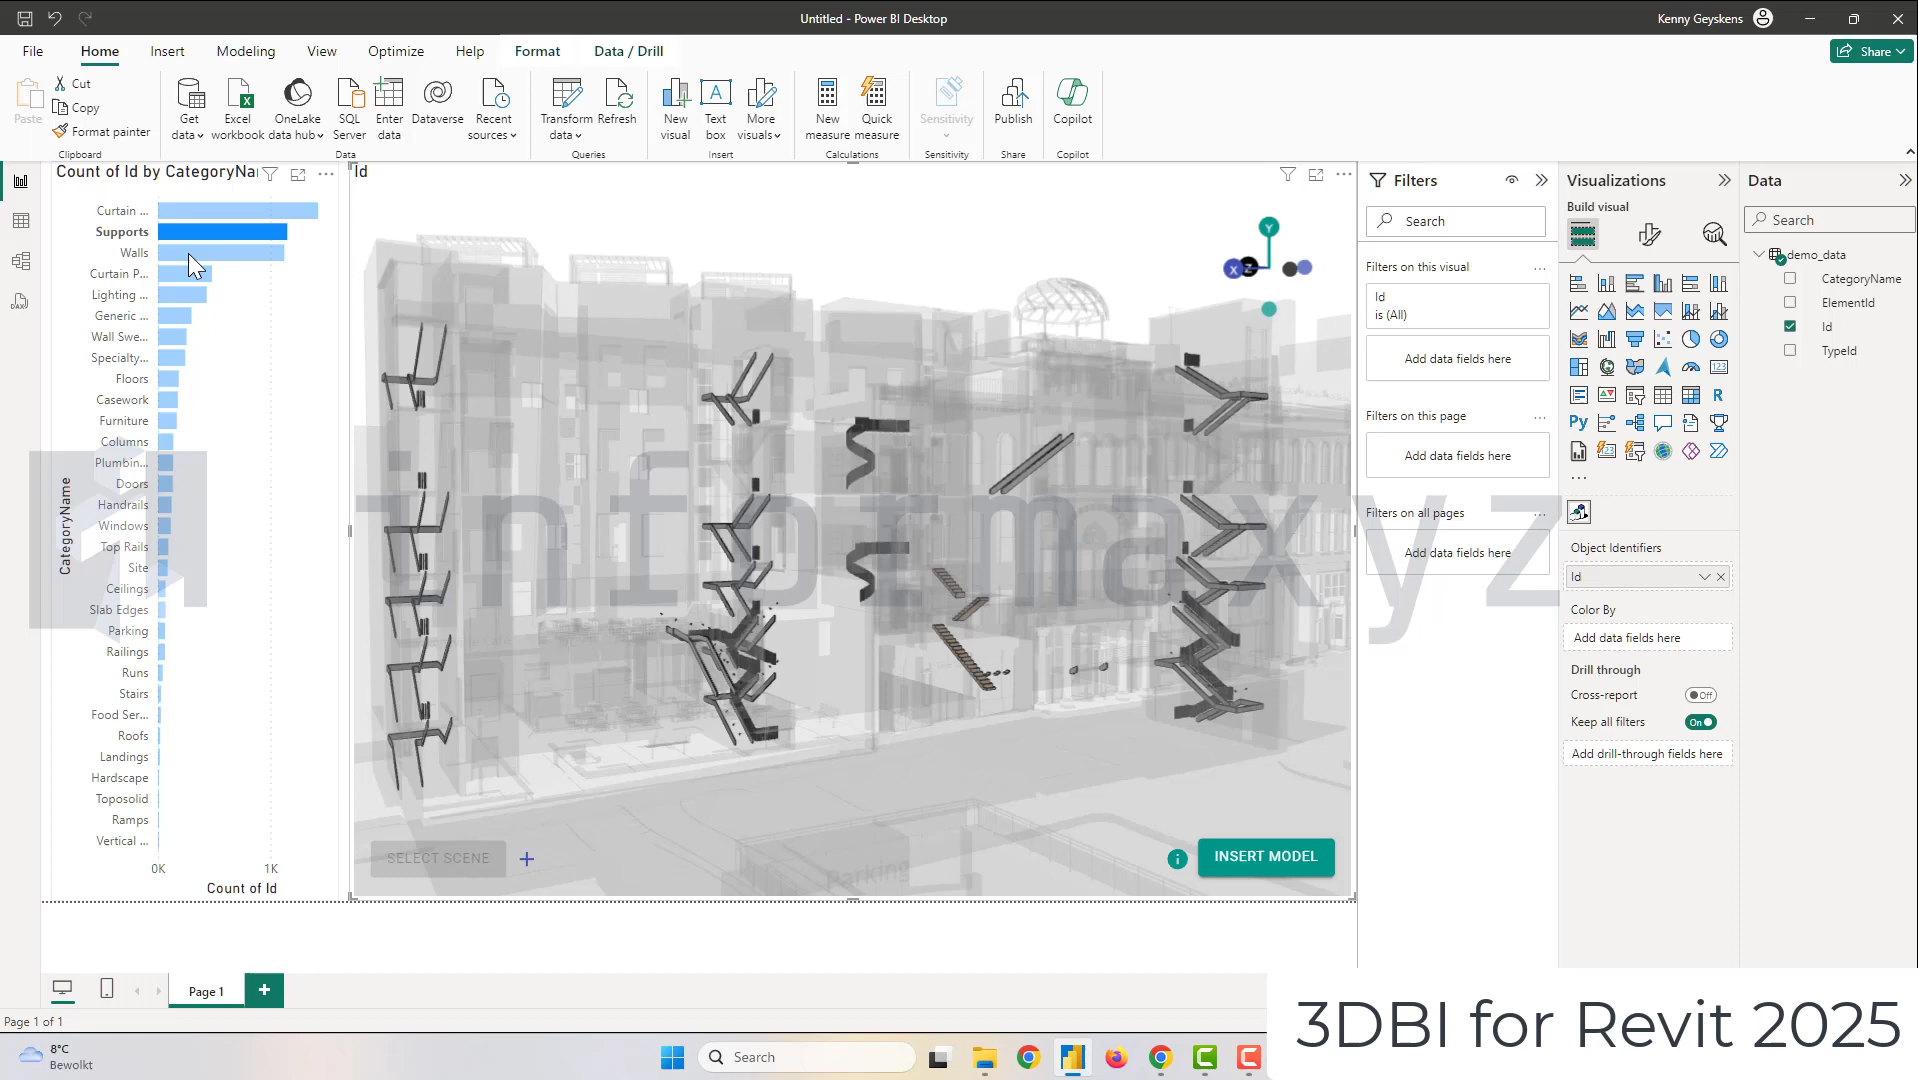 Untitled - Power BI Desktop
Kenny Geyskens
File
Home
Insert
Modeling
View
Optimize
Help
Format
Data / Drill
Share
Paste
Cut
Copy
Format painter
Clipboard
Get data
Excel workbook
OneLake data hub
SQL Server
Enter data
Dataverse
Recent sources
Data
Transform data
Refresh
Queries
New visual
Text box
More visuals
Insert
New measure
Quick measure
Calculations
Sensitivity
Sensitivity
Publish
Share
Copilot
Copilot
Count of Id by CategoryNa
Curtain ...
Supports
Walls
Curtain P...
Lighting ...
Generic ...
Wall Swe...
Specialty...
Floors
Casework
Furniture
Columns
Plumbin...
Doors
Handrails
Windows
Top Rails
Site
Ceilings
Slab Edges
Parking
Railings
Runs
Stairs
Food Ser...
Roofs
Landings
Hardscape
Toposolid
Ramps
Vertical ...
CategoryName
0K
1K
Count of Id
Id
Y
X
Z
informaxyz
Parking
SELECT SCENE
+
i
INSERT MODEL
Filters
Search
Filters on this visual
Id
is (All)
Add data fields here
Filters on this page
Add data fields here
Filters on all pages
Add data fields here
Visualizations
Build visual
123
R
Py
Object Identifiers
Id
Color By
Add data fields here
Drill through
Cross-report
Off
Keep all filters
On
Add drill-through fields here
Data
Search
demo_data
CategoryName
ElementId
Id
TypeId
Page 1
Page 1 of 1
8°C
Bewolkt
Search
3DBI for Revit 2025